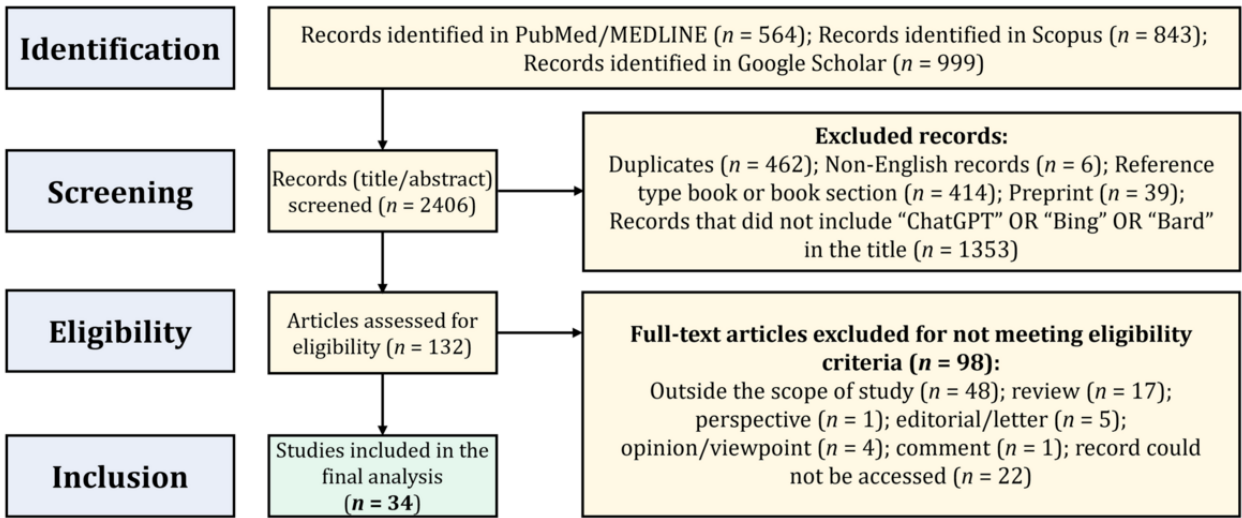 Identification
Records identified in PubMed/MEDLINE (n = 564); Records identified in Scopus (n = 843);
Records identified in Google Scholar (n = 999)
Screening
Records (title/abstract)
screened (n = 2406)
Excluded records:
Duplicates (n = 462); Non-English records (n = 6); Reference
type book or book section (n = 414); Preprint (n = 39);
Records that did not include “ChatGPT” OR “Bing” OR “Bard”
in the title (n = 1353)
Eligibility
Articles assessed for
eligibility (n = 132)
Full-text articles excluded for not meeting eligibility
criteria (n = 98):
Outside the scope of study (n = 48); review (n = 17);
perspective (n = 1); editorial/letter (n = 5);
opinion/viewpoint (n = 4); comment (n = 1); record could
not be accessed (n = 22)
Inclusion
Studies included in the
final analysis
(n = 34)